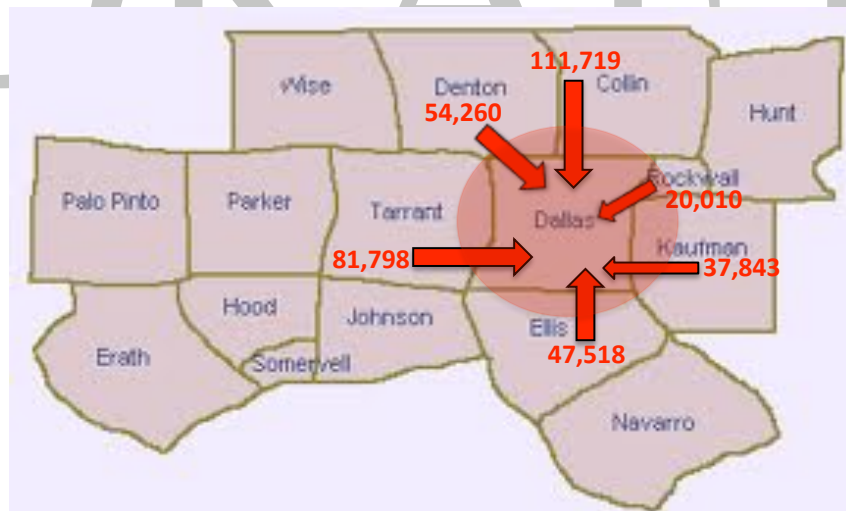 111,719
Wise
Denton
Collin
54,260
Hunt
Rockwall
Palo Pinto
Parker
Tarrant
20,010
Dallas
Kaufman
81,798
37,843
Hood
Johnson
Ellis
Erath
Somervell
47,518
Navarro